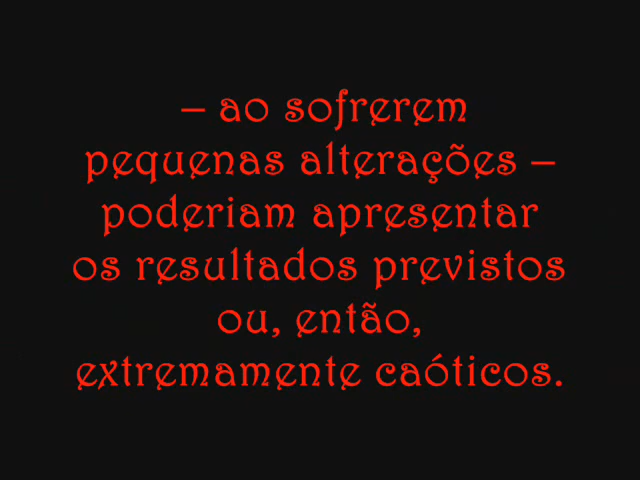 – ao sofrerem
pequenas alterações –
poderiam apresentar
os resultados previstos
ou, então,
extremamente caóticos.